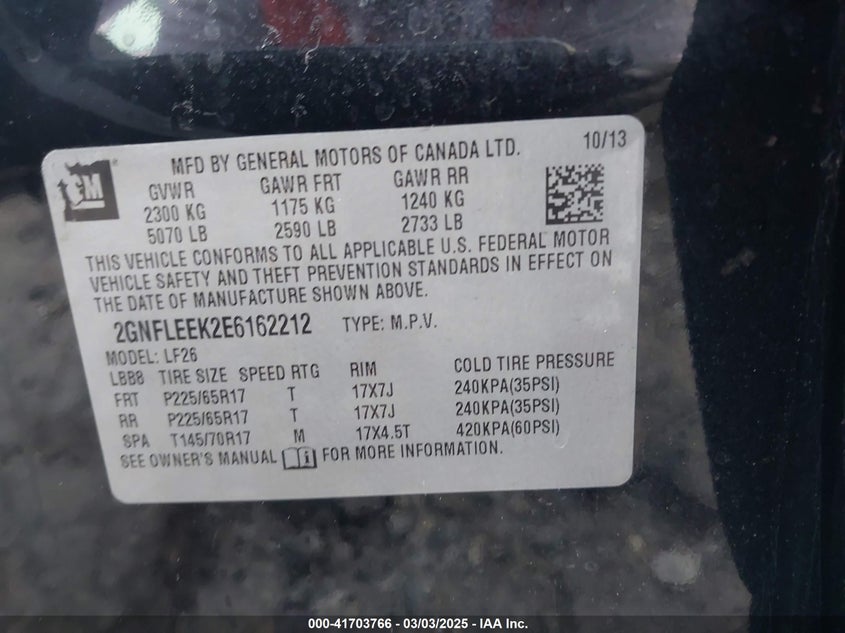 GM
MFD BY GENERAL MOTORS OF CANADA LTD. 10/13
GVWR GAWR FRT GAWR RR
2300 KG 1175 KG 1240 KG
5070 LB 2590 LB 2733 LB
THIS VEHICLE CONFORMS TO ALL APPLICABLE U.S. FEDERAL MOTOR
VEHICLE SAFETY AND THEFT PREVENTION STANDARDS IN EFFECT ON
THE DATE OF MANUFACTURE SHOWN ABOVE.
2GNFLEEK2E6162212 TYPE: M.P.V.
MODEL: LF26
LBB8 TIRE SIZE SPEED RTG RIM COLD TIRE PRESSURE
FRT P225/65R17 T 17X7J 240KPA(35PSI)
RR P225/65R17 T 17X7J 240KPA(35PSI)
SPA T145/70R17 M 17X4.5T 420KPA(60PSI)
SEE OWNER'S MANUAL FOR MORE INFORMATION.
000-41703766 - 03/03/2025 - IAA Inc.